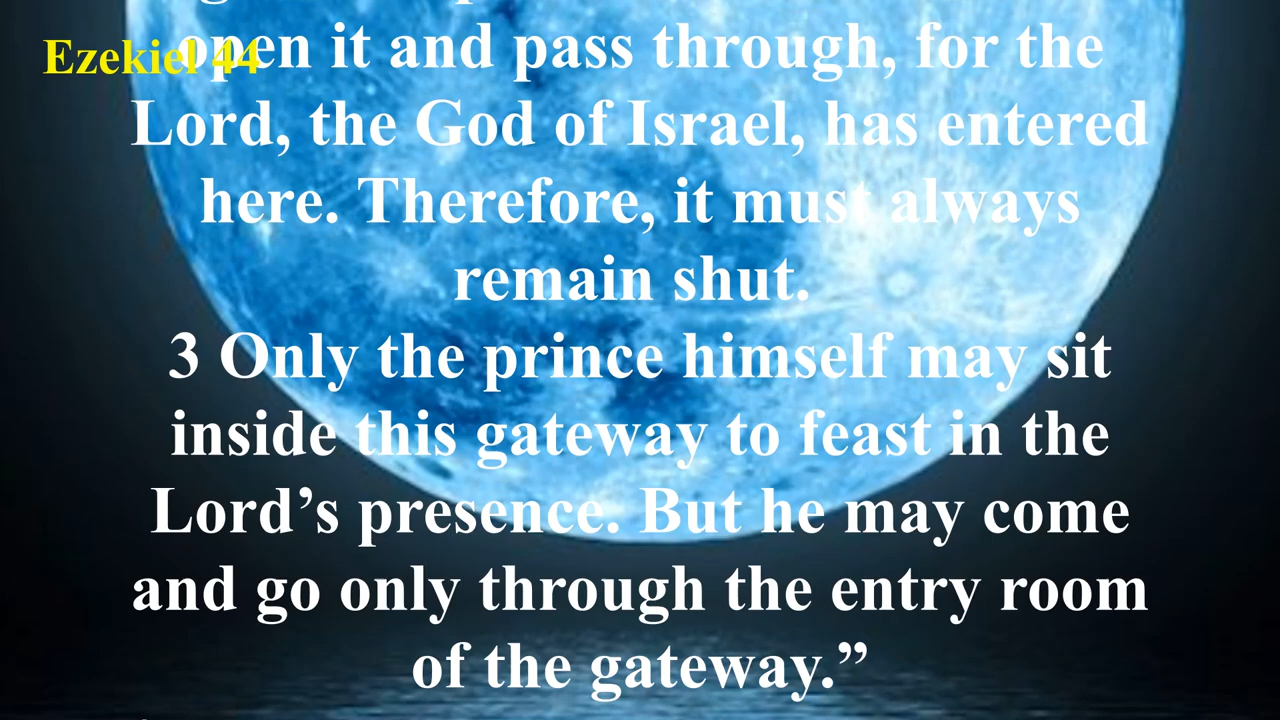 Ezekiel 44
open it and pass through, for the
Lord, the God of Israel, has entered
here. Therefore, it must always
remain shut.
3 Only the prince himself may sit
inside this gateway to feast in the
Lord’s presence. But he may come
and go only through the entry room
of the gateway.”